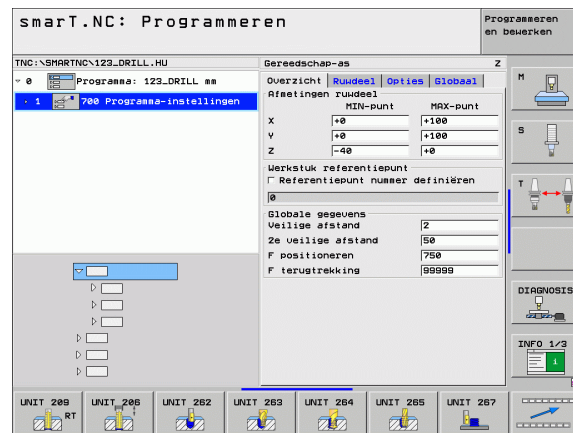 smarT.NC: Programmeren
Programmeren
en bewerken
TNC:\SMARTNC\123_DRILL.HU
Gereedschap-as Z
0 Programma: 123_DRILL mm
1 700 Programma-instellingen
Overzicht Ruwdeel Opties Globaal
Afmetingen ruwdeel
MIN-punt MAX-punt
X +0 +100
Y +0 +100
Z -40 +0
Werkstuk referentiepunt
Referentiepunt nummer definiëren
0
Globale gegevens
Veilige afstand 2
2e veilige afstand 50
F positioneren 750
F terugtrekking 99999
M
S
T
DIAGNOSIS
INFO 1/3
UNIT 209
RT
UNIT 206
UNIT 262
UNIT 263
UNIT 264
UNIT 265
UNIT 267